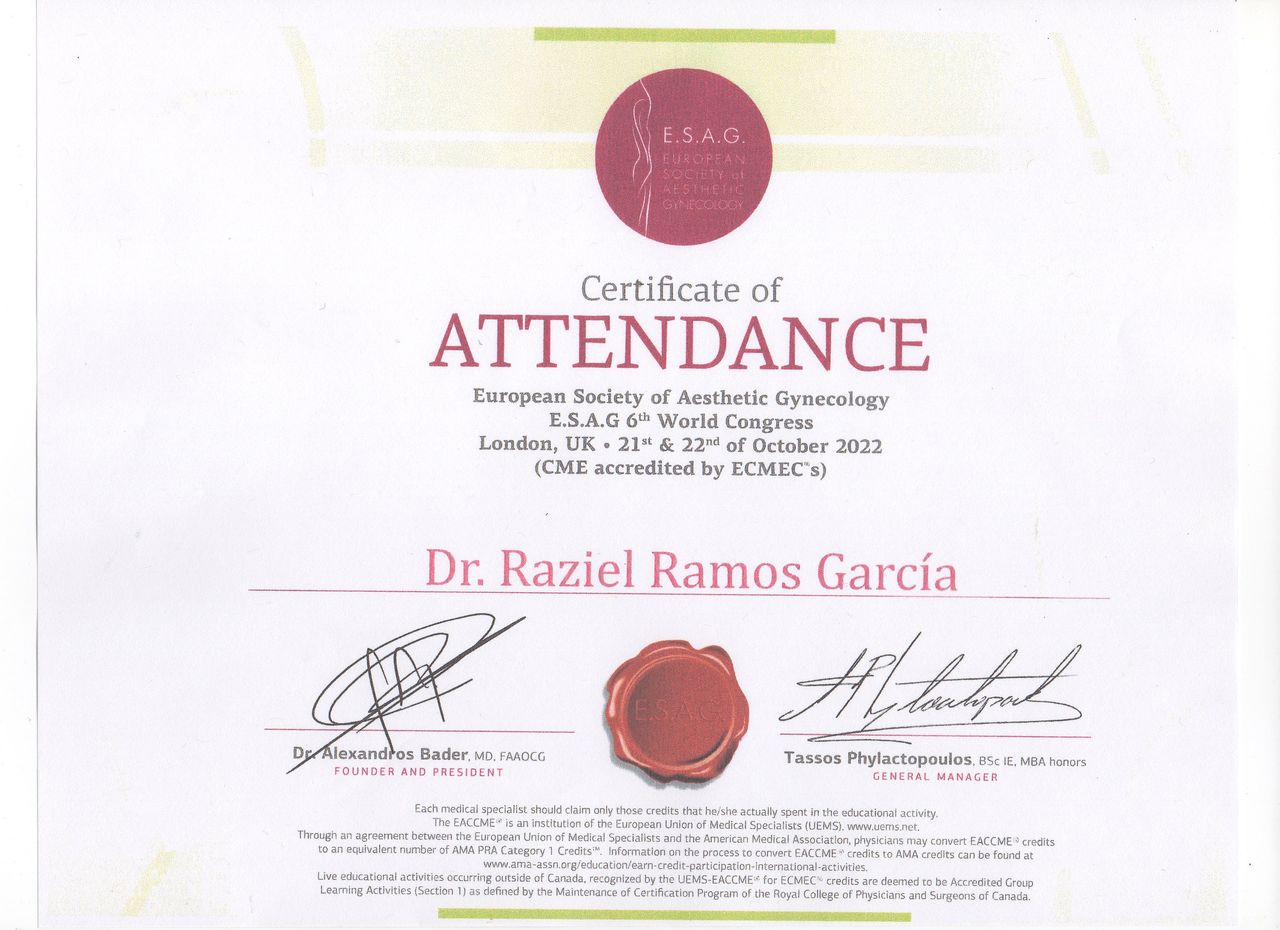 E.S.A.G.
EUROPEAN
SOCIETY of
AESTHETIC
GYNECOLOGY
Certificate of
ATTENDANCE
European Society of Aesthetic Gynecology
E.S.A.G 6th World Congress
London, UK • 21st & 22nd of October 2022
(CME accredited by ECMEC®s)
Dr. Raziel Ramos García
E.S.A.G.
Dr. Alexandros Bader, MD, FAAOCG
FOUNDER AND PRESIDENT
Tassos Phylactopoulos, BSc IE, MBA honors
GENERAL MANAGER
Each medical specialist should claim only those credits that he/she actually spent in the educational activity.
The EACCME® is an institution of the European Union of Medical Specialists (UEMS), www.uems.net.
Through an agreement between the European Union of Medical Specialists and the American Medical Association, physicians may convert EACCME® credits
to an equivalent number of AMA PRA Category 1 Credits™. Information on the process to convert EACCME® credits to AMA credits can be found at
www.ama-assn.org/education/earn-credit-participation-international-activities.
Live educational activities occurring outside of Canada, recognized by the UEMS-EACCME® for ECMEC® credits are deemed to be Accredited Group
Learning Activities (Section 1) as defined by the Maintenance of Certification Program of the Royal College of Physicians and Surgeons of Canada.